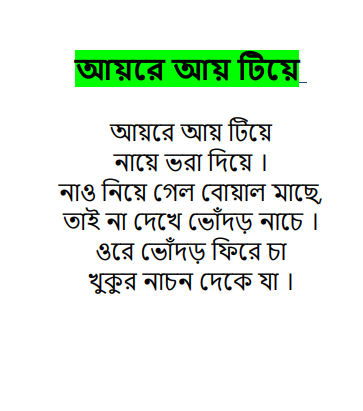 আয়রে আয় টিয়ে
আয়রে আয় টিয়ে
নায়ে ভরা দিয়ে ।
নাও নিয়ে গেল বোয়াল মাছে,
তাই না দেখে ভোঁদড় নাচে ।
ওরে ভোঁদড় ফিরে চা
খুকুর নাচন দেকে যা ।